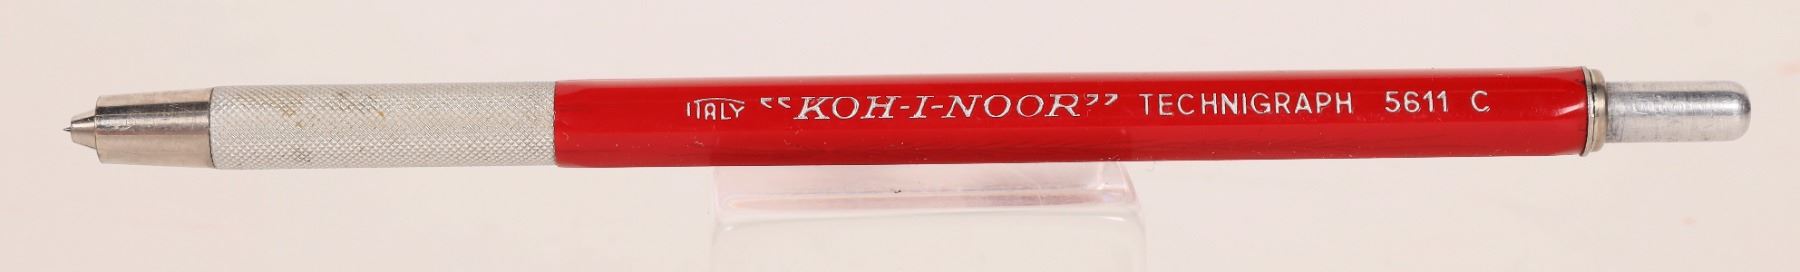 ITALY “KOH-I-NOOR” TECHNIGRAPH 5611 C